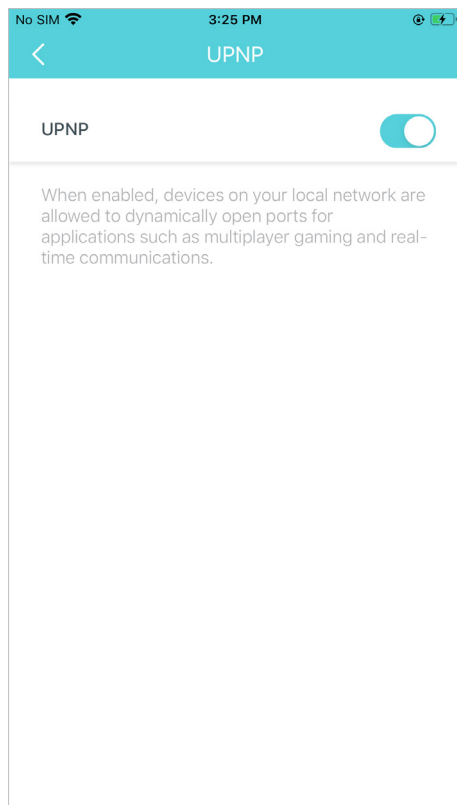 No SIM 3:25 PM
UPNP
UPNP
When enabled, devices on your local network are
allowed to dynamically open ports for
applications such as multiplayer gaming and real-
time communications.